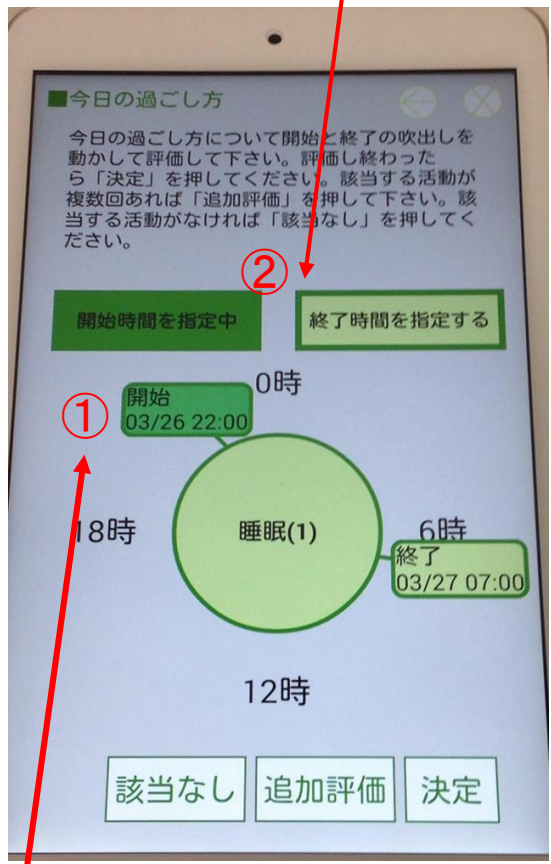 ■今日の過ごし方
今日の過ごし方について開始と終了の吹出しを
動かして評価して下さい。評価し終わった
ら「決定」を押してください。該当する活動が
複数回あれば「追加評価」を押して下さい。該
当する活動がなければ「該当なし」を押してく
ださい。
②
開始時間を指定中
終了時間を指定する
0時
①
開始
03/26 22:00
18時
睡眠(1)
6時
終了
03/27 07:00
12時
該当なし
追加評価
決定